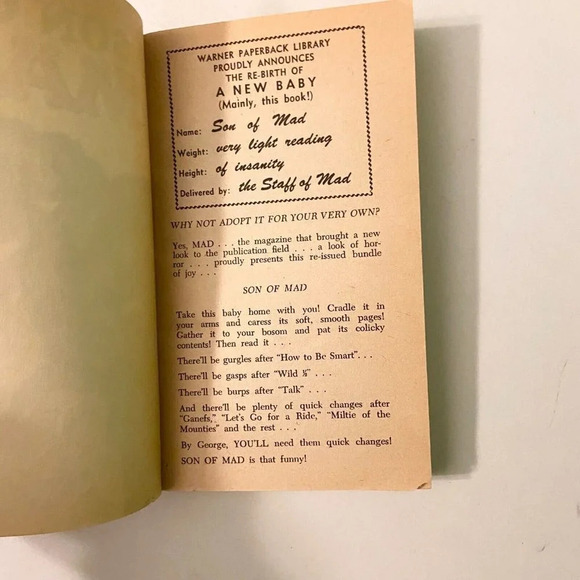 WARNER PAPERBACK LIBRARY
PROUDLY ANNOUNCES
THE RE-BIRTH OF
A NEW BABY
(Mainly, this book!)
Name: Son of Mad
Weight: very light reading
Height: of insanity
Delivered by: the Staff of Mad
WHY NOT ADOPT IT FOR YOUR VERY OWN?
Yes, MAD . . . the magazine that brought a new
look to the publication field . . . a look of hor-
ror . . . . proudly presents this re-issued bundle
of joy . . .
SON OF MAD
Take this baby home with you! Cradle it in
your arms and caress its soft, smooth pages!
Gather it to your bosom and pat its colicky
contents! Then read it . . .
There'll be gurgles after "How to Be Smart". . .
There'll be gasps after "Wild ½" . . .
There'll be burps after "Talk" . . .
And there'll be plenty of quick changes after
"Ganefs," "Let's Go for a Ride," "Miltie of the
Mounties" and the rest . . .
By George, YOU'LL need them quick changes!
SON OF MAD is that funny!